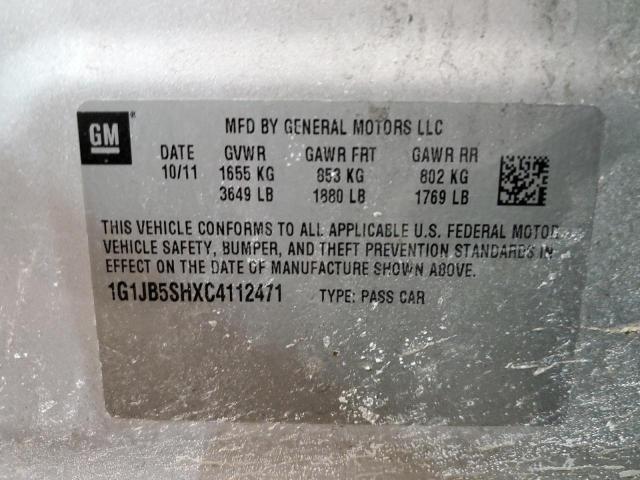 GM
®
MFD BY GENERAL MOTORS LLC
DATE GVWR GAWR FRT GAWR RR
10/11 1655 KG 853 KG 802 KG
3649 LB 1880 LB 1769 LB
THIS VEHICLE CONFORMS TO ALL APPLICABLE U.S. FEDERAL MOTOR
VEHICLE SAFETY, BUMPER, AND THEFT PREVENTION STANDARDS IN
EFFECT ON THE DATE OF MANUFACTURE SHOWN ABOVE.
1G1JB5SHXC4112471 TYPE: PASS CAR